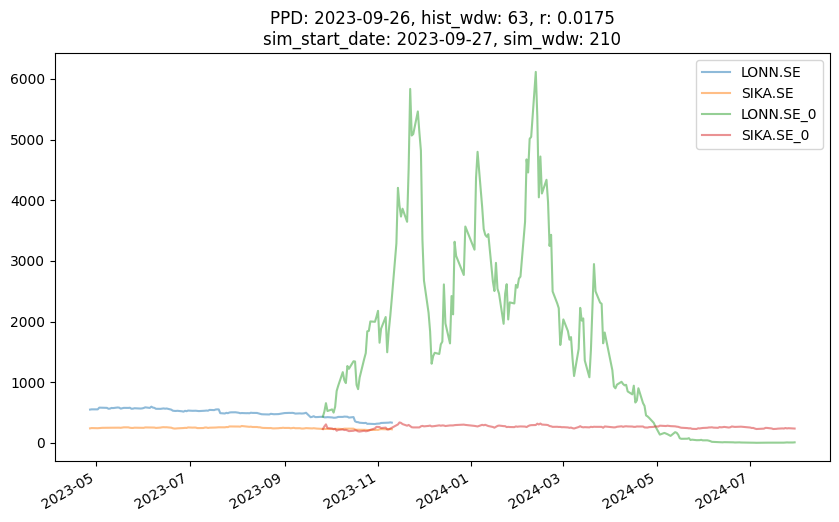 PPD: 2023-09-26, hist_wdw: 63, r: 0.0175
sim_start_date: 2023-09-27, sim_wdw: 210
LONN.SE
SIKA.SE
LONN.SE_0
SIKA.SE_0
6000
5000
4000
3000
2000
1000
0
2023-05
2023-07
2023-09
2023-11
2024-01
2024-03
2024-05
2024-07